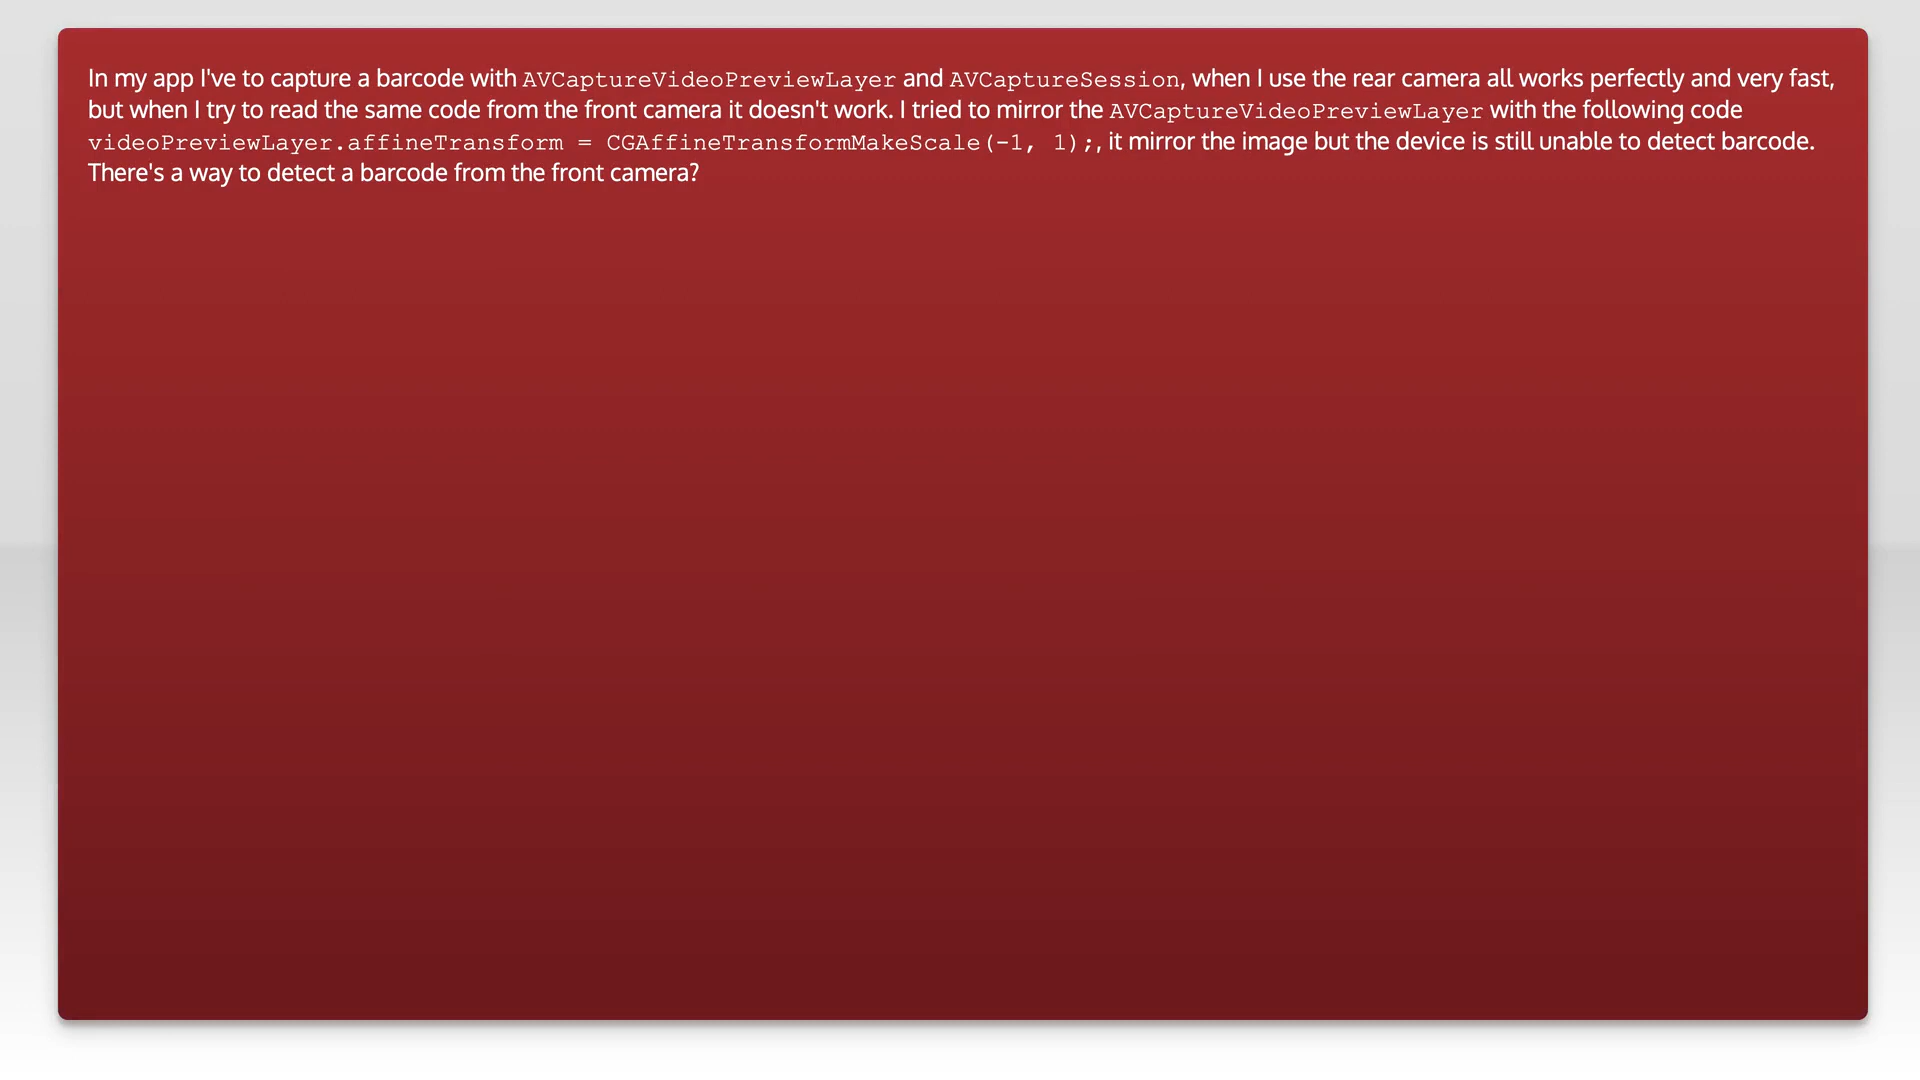 In my app I've to capture a barcode with AVCaptureVideoPreviewLayer and AVCaptureSession, when I use the rear camera all works perfectly and very fast,
but when I try to read the same code from the front camera it doesn't work. I tried to mirror the AVCaptureVideoPreviewLayer with the following code
videoPreviewLayer.affineTransform = CGAffineTransformMakeScale(-1, 1);, it mirror the image but the device is still unable to detect barcode.
There's a way to detect a barcode from the front camera?